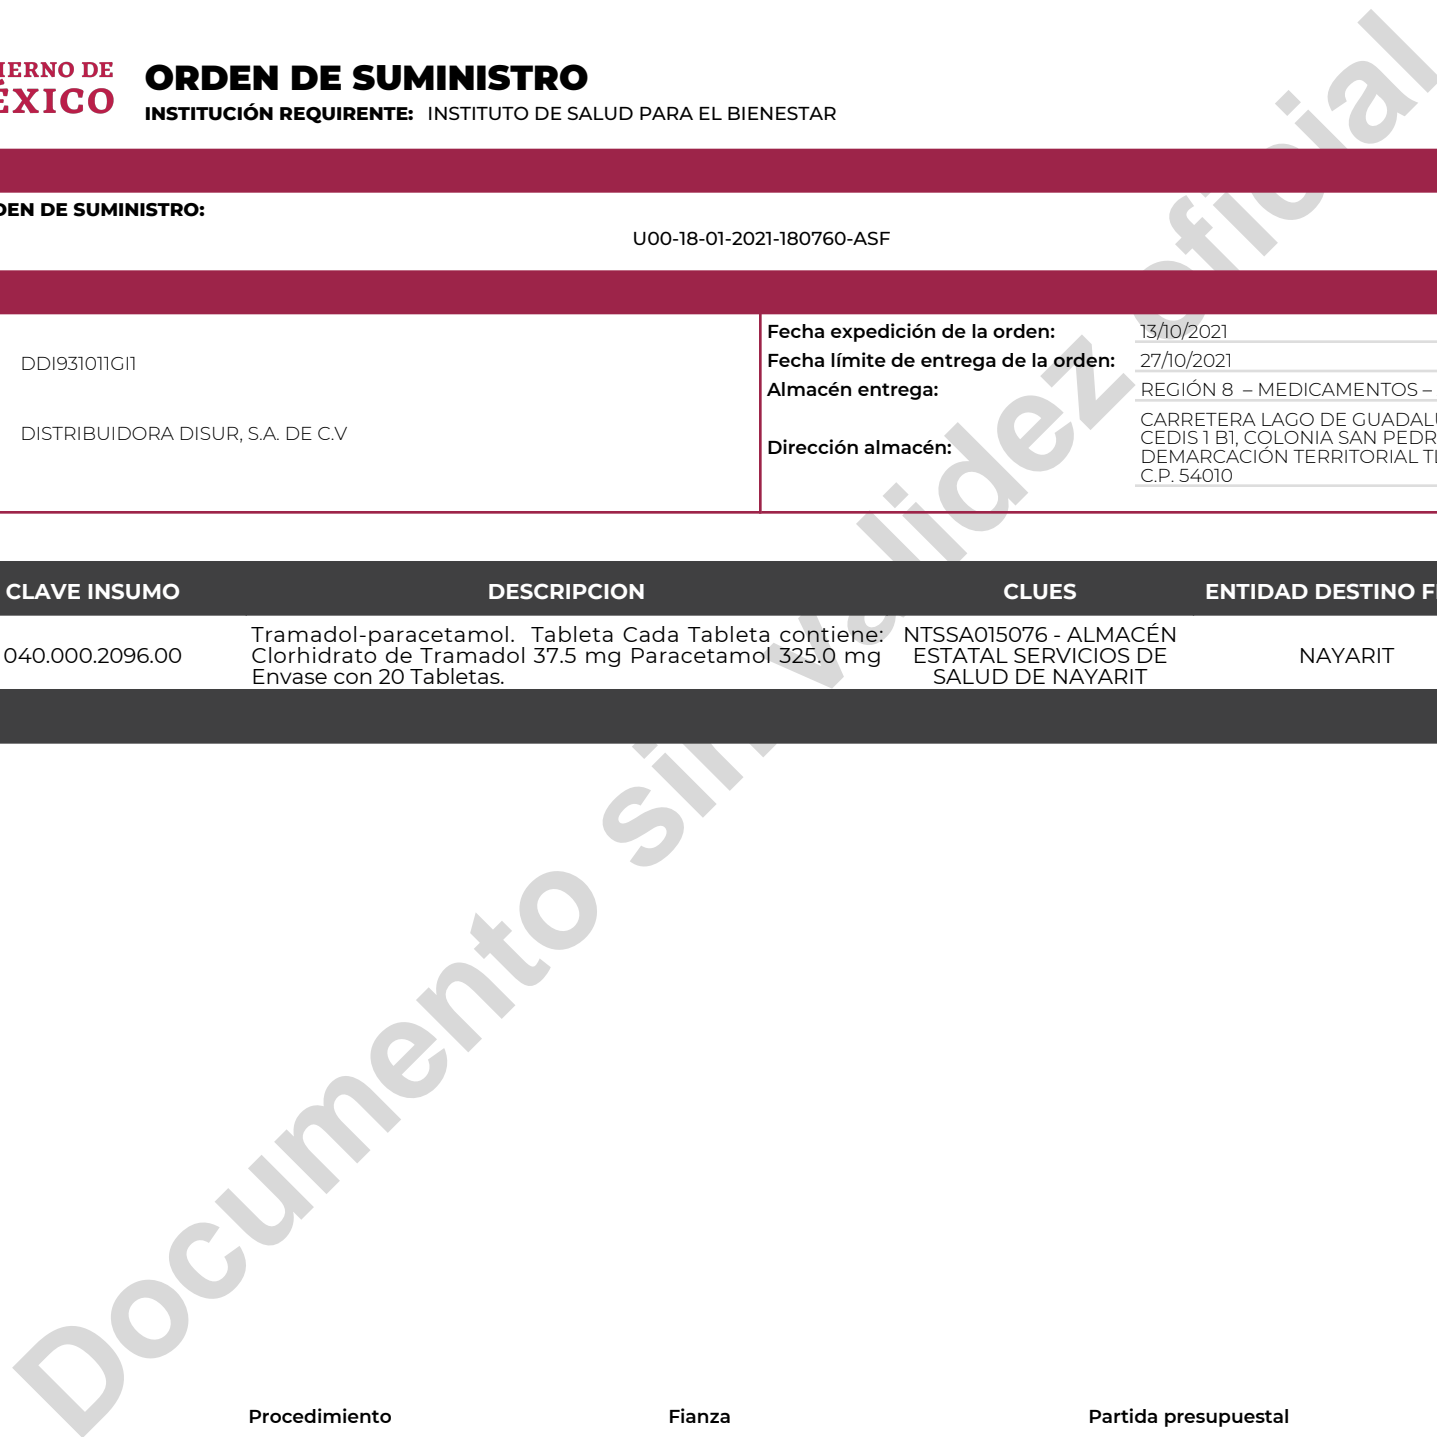 IERNO DE
ÉXICO
ORDEN DE SUMINISTRO
INSTITUCIÓN REQUIRENTE: INSTITUTO DE SALUD PARA EL BIENESTAR
DEN DE SUMINISTRO:
U00-18-01-2021-180760-ASF
DDI931011GI1
DISTRIBUIDORA DISUR, S.A. DE C.V
Fecha expedición de la orden: 13/10/2021
Fecha límite de entrega de la orden: 27/10/2021
Almacén entrega: REGIÓN 8 – MEDICAMENTOS –
Dirección almacén:
CARRETERA LAGO DE GUADALU
CEDIS 1 B1, COLONIA SAN PEDR
DEMARCACIÓN TERRITORIAL TL
C.P. 54010
CLAVE INSUMO DESCRIPCION CLUES ENTIDAD DESTINO F
040.000.2096.00
Tramadol-paracetamol. Tableta Cada Tableta contiene:
Clorhidrato de Tramadol 37.5 mg Paracetamol 325.0 mg
Envase con 20 Tabletas.
NTSSA015076 - ALMACÉN
ESTATAL SERVICIOS DE
SALUD DE NAYARIT
NAYARIT
Documento sin validez oficial
Procedimiento Fianza Partida presupuestal